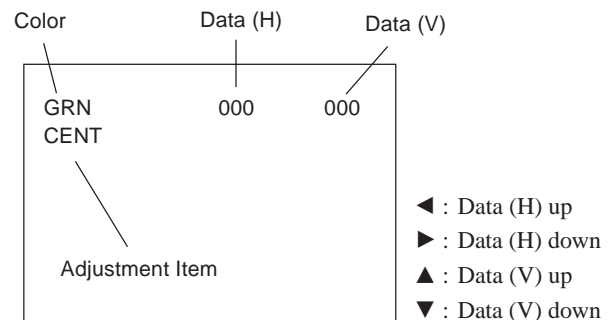 Color Data (H) Data (V)
GRN 000 000
CENT
Adjustment Item
◄ : Data (H) up
► : Data (H) down
▲ : Data (V) up
▼ : Data (V) down